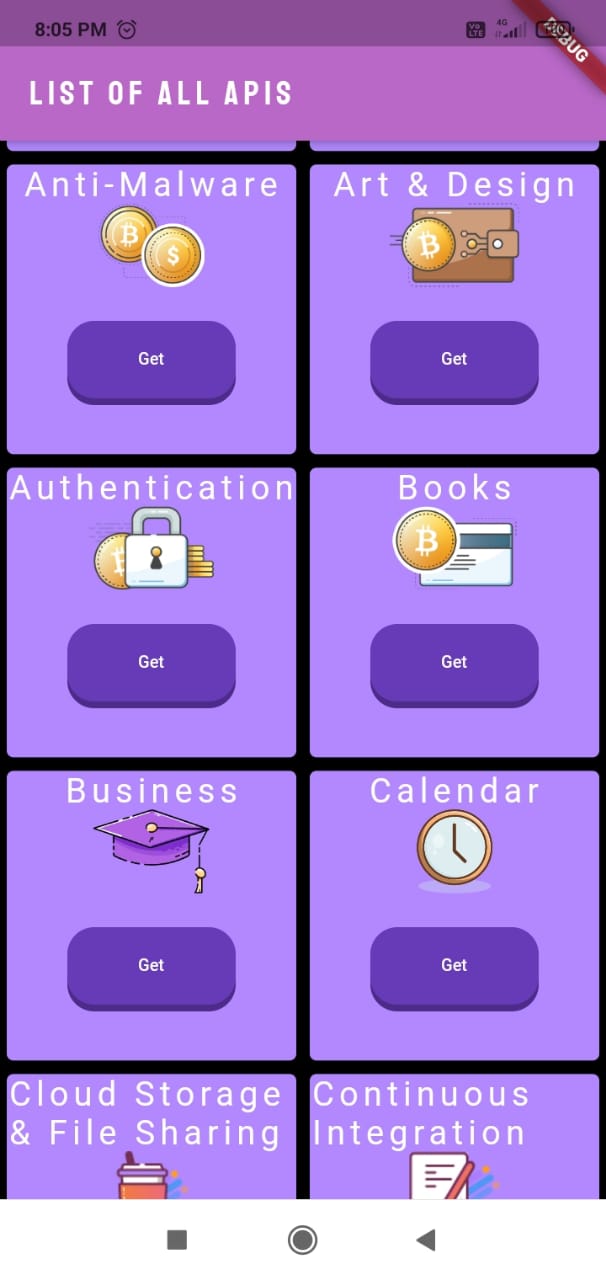 8:05 PM
Vo LTE
4G
DEBUG
LIST OF ALL APIS
Anti-Malware
Art & Design
Get
Get
Authentication
Books
Get
Get
Business
Calendar
Get
Get
Cloud Storage
& File Sharing
Continuous
Integration